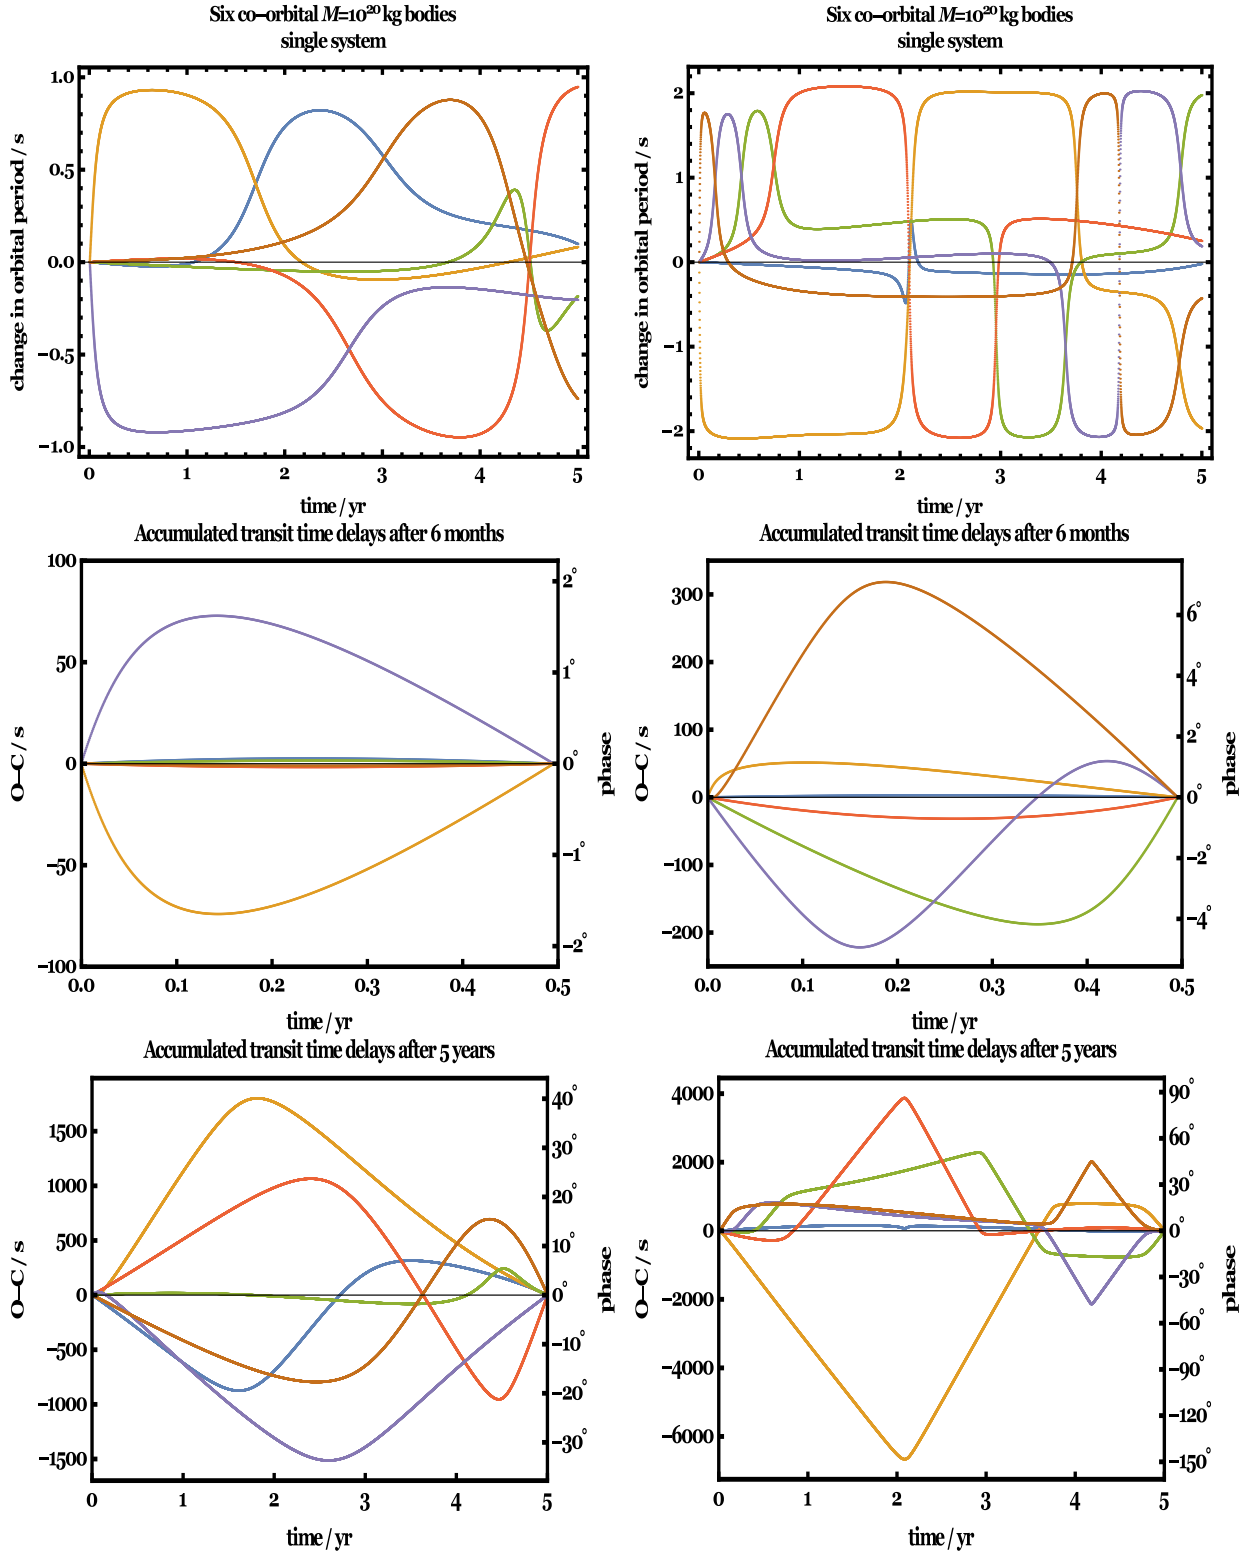 Six co–orbital M=10²⁰ kg bodies
single system
change in orbital period / s
1.0
0.5
0.0
−0.5
−1.0
0 1 2 3 4 5
time / yr
Six co–orbital M=10²⁰ kg bodies
single system
change in orbital period / s
2
1
0
−1
−2
0 1 2 3 4 5
time / yr
Accumulated transit time delays after 6 months
O–C / s
100
50
0
−50
−100
2°
1°
0°
−1°
−2°
phase
0.0 0.1 0.2 0.3 0.4 0.5
time / yr
Accumulated transit time delays after 6 months
O–C / s
300
200
100
0
−100
−200
6°
4°
2°
0°
−2°
−4°
phase
0.0 0.1 0.2 0.3 0.4 0.5
time / yr
Accumulated transit time delays after 5 years
O–C / s
1500
1000
500
0
−500
−1000
−1500
40°
30°
20°
10°
0°
−10°
−20°
−30°
phase
0 1 2 3 4 5
time / yr
Accumulated transit time delays after 5 years
O–C / s
4000
2000
0
−2000
−4000
−6000
90°
60°
30°
0°
−30°
−60°
−90°
−120°
−150°
phase
0 1 2 3 4 5
time / yr